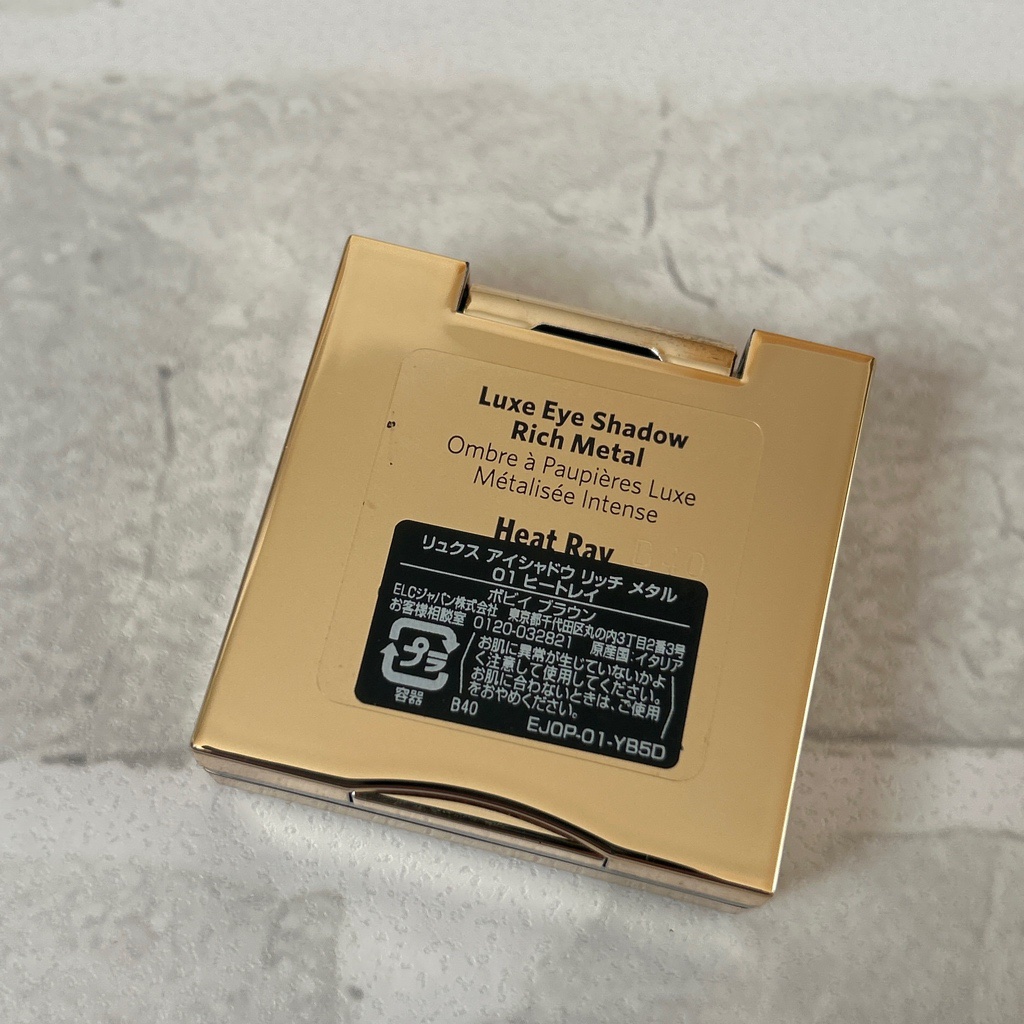 Luxe Eye Shadow
Rich Metal
Ombre à Paupières Luxe
Métalisée Intense
Heat Ray
B40
リュクス アイシャドウ リッチ メタル
01 ヒートレイ
ボビイ ブラウン
ELCジャパン株式会社 東京都千代田区丸の内3丁目2番3号
お客様相談室 0120-032821 原産国:イタリア
プラ
容器
お肌に異常が生じていないかよ
く注意して使用してください。
お肌に合わないときは、ご使用
をおやめください。
B40
EJ0P-01-YB5D